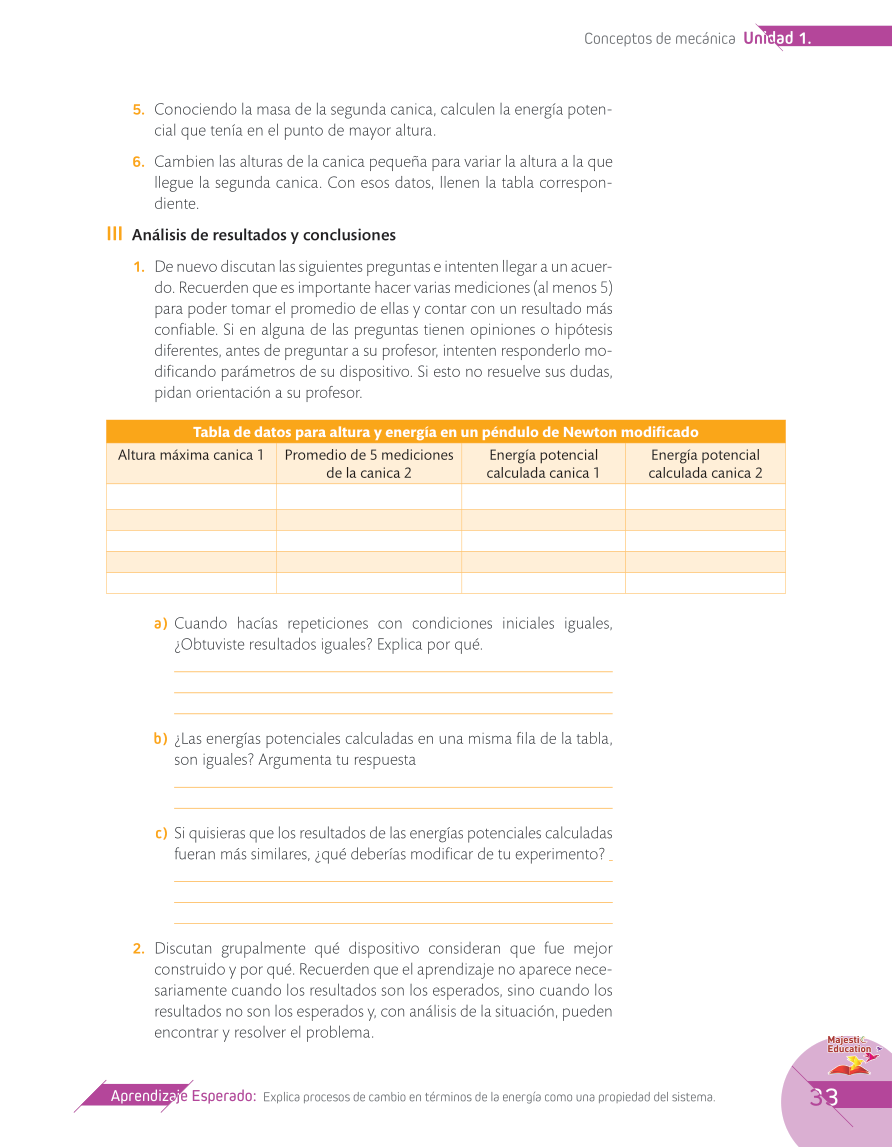 Conceptos de mecánica Unidad 1.
5. Conociendo la masa de la segunda canica, calculen la energía poten-
cial que tenía en el punto de mayor altura.
6. Cambien las alturas de la canica pequeña para variar la altura a la que
llegue la segunda canica. Con esos datos, llenen la tabla correspon-
diente.
III Análisis de resultados y conclusiones
1. De nuevo discutan las siguientes preguntas e intenten llegar a un acuer-
do. Recuerden que es importante hacer varias mediciones (al menos 5)
para poder tomar el promedio de ellas y contar con un resultado más
confiable. Si en alguna de las preguntas tienen opiniones o hipótesis
diferentes, antes de preguntar a su profesor, intenten responderlo mo-
dificando parámetros de su dispositivo. Si esto no resuelve sus dudas,
pidan orientación a su profesor.
Tabla de datos para altura y energía en un péndulo de Newton modificado
Altura máxima canica 1 Promedio de 5 mediciones Energía potencial Energía potencial
de la canica 2 calculada canica 1 calculada canica 2
a) Cuando hacías repeticiones con condiciones iniciales iguales,
¿Obtuviste resultados iguales? Explica por qué.
b) ¿Las energías potenciales calculadas en una misma fila de la tabla,
son iguales? Argumenta tu respuesta
c) Si quisieras que los resultados de las energías potenciales calculadas
fueran más similares, ¿qué deberías modificar de tu experimento? _
2. Discutan grupalmente qué dispositivo consideran que fue mejor
construido y por qué. Recuerden que el aprendizaje no aparece nece-
sariamente cuando los resultados son los esperados, sino cuando los
resultados no son los esperados y, con análisis de la situación, pueden
encontrar y resolver el problema.
Majestic
Education
Aprendizaje Esperado: Explica procesos de cambio en términos de la energía como una propiedad del sistema.
33